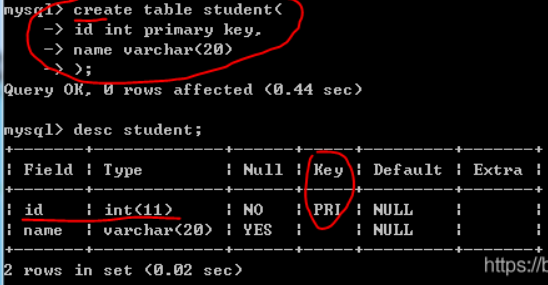 mysql> create table student(
-> id int primary key,
-> name varchar(20)
-> );
Query OK, 0 rows affected (0.44 sec)
mysql> desc student;
+-------+-------------+------+-----+---------+-------+
| Field | Type | Null | Key | Default | Extra |
+-------+-------------+------+-----+---------+-------+
| id | int(11) | NO | PRI | NULL | |
| name | varchar(20) | YES | | NULL | |
+-------+-------------+------+-----+---------+-------+
2 rows in set (0.02 sec)
https://b